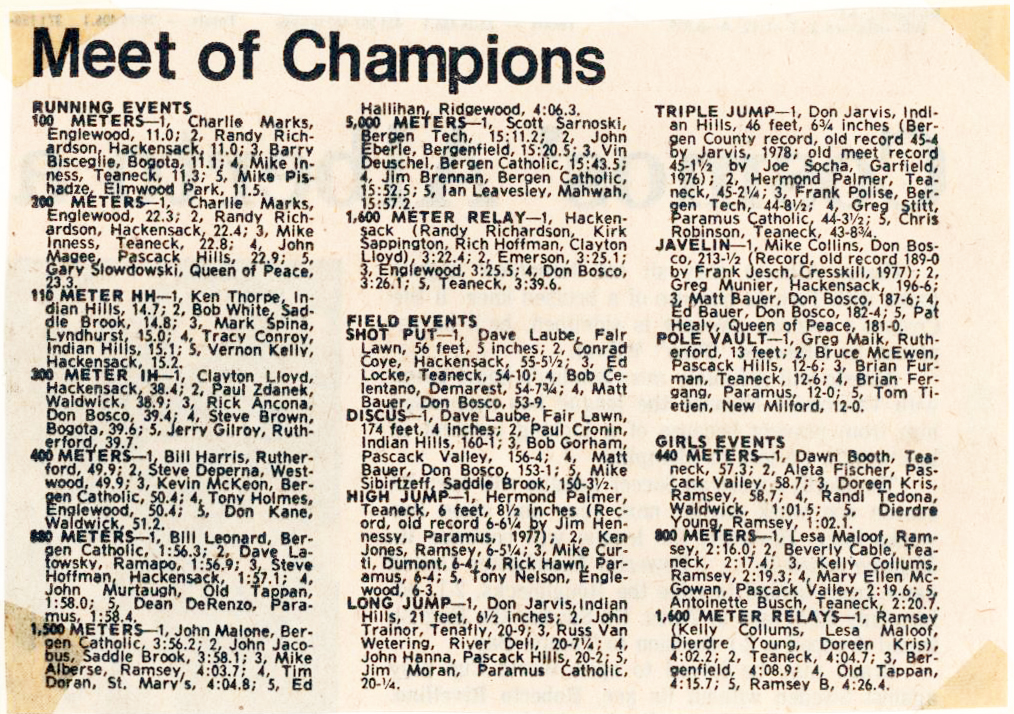 Meet of Champions
RUNNING EVENTS
100 METERS—1, Charlie Marks,
Englewood, 11.0; 2, Randy Rich-
ardson, Hackensack, 11.0; 3, Barry
Bisceglie, Bogota, 11.1; 4, Mike In-
ness, Teaneck, 11.3; 5, Mike Pis-
hadze, Elmwood Park, 11.5.
200 METERS—1, Charlie Marks,
Englewood, 22.3; 2, Randy Rich-
ardson, Hackensack, 22.4; 3, Mike
Inness, Teaneck, 22.8; 4, John
Magee, Pascack Hills, 22.9; 5,
Gary Slowdowski, Queen of Peace,
23.3.
110 METER HH—1, Ken Thorpe, In-
dian Hills, 14.7; 2, Bob White, Sad-
dle Brook, 14.8; 3, Mark Spina,
Lyndhurst, 15.0; 4, Tracy Conroy,
Indian Hills, 15.1; 5, Vernon Kelly,
Hackensack, 15.2.
300 METER IH—1, Clayton Lloyd,
Hackensack, 38.4; 2, Paul Zdanek,
Waldwick, 38.9; 3, Rick Ancona,
Don Bosco, 39.4; 4, Steve Brown,
Bogota, 39.6; 5, Jerry Gilroy, Ruth-
erford, 39.7.
400 METERS—1, Bill Harris, Ruther-
ford, 49.9; 2, Steve Deperna, West-
wood, 49.9; 3, Kevin McKeon, Ber-
gen Catholic, 50.4; 4, Tony Holmes,
Englewood, 50.4; 5, Don Kane,
Waldwick, 51.2.
880 METERS—1, Bill Leonard, Ber-
gen Catholic, 1:56.3; 2, Dave La-
towsky, Ramapo, 1:56.9; 3, Steve
Hoffman, Hackensack, 1:57.1; 4,
John Murtaugh, Old Tappan,
1:58.0; 5, Dean DeRenzo, Para-
mus, 1:58.4.
1,500 METERS—1, John Malone, Ber-
gen Catholic, 3:56.2; 2, John Jaco-
bus, Saddle Brook, 3:58.1; 3, Mike
Alberse, Ramsey, 4:03.7; 4, Tim
Doran, St. Mary's, 4:04.8; 5, Ed
Hallihan, Ridgewood, 4:06.3.
5,000 METERS—1, Scott Sarnoski,
Bergen Tech, 15:11.2; 2, John
Eberle, Bergenfield, 15:20.5; 3, Vin
Deuschel, Bergen Catholic, 15:43.5;
4, Jim Brennan, Bergen Catholic,
15:52.5; 5, Ian Leavesley, Mahwah,
15:57.2.
1,600 METER RELAY—1, Hacken-
sack (Randy Richardson, Kirk
Sappington, Rich Hoffman, Clayton
Lloyd), 3:22.4; 2, Emerson, 3:25.1;
3, Englewood, 3:25.5; 4, Don Bosco,
3:26.1; 5, Teaneck, 3:39.6.
FIELD EVENTS
SHOT PUT—1, Dave Laube, Fair
Lawn, 56 feet, 5 inches; 2, Conrad
Coye, Hackensack, 55-5½; 3, Ed
Locke, Teaneck, 54-10; 4, Bob Ce-
lentano, Demarest, 54-7¾; 4, Matt
Bauer, Don Bosco, 53-9.
DISCUS—1, Dave Laube, Fair Lawn,
174 feet, 4 inches; 2, Paul Cronin,
Indian Hills, 160-1; 3, Bob Gorham,
Pascack Valley, 156-4; 4, Matt
Bauer, Don Bosco, 153-1; 5, Mike
Sibirtzeff, Saddle Brook, 150-3½.
HIGH JUMP—1, Hermond Palmer,
Teaneck, 6 feet, 8½ inches (Rec-
ord, old record 6-6¼ by Jim Hen-
nessy, Paramus, 1977); 2, Ken
Jones, Ramsey, 6-5¼; 3, Mike Cur-
ti, Dumont, 6-4; 4, Rick Hawn, Par-
amus, 6-4; 5, Tony Nelson, Engle-
wood, 6-3.
LONG JUMP—1, Don Jarvis, Indian
Hills, 21 feet, 6½ inches; 2, John
Trainor, Tenafly, 20-9; 3, Russ Van
Wetering, River Dell, 20-7¼; 4,
John Hanna, Pascack Hills, 20-2; 5,
Jim Moran, Paramus Catholic,
20-¼.
TRIPLE JUMP—1, Don Jarvis, Indi-
an Hills, 46 feet, 6¾ inches (Ber-
gen County record, old record 45-4
by Jarvis, 1978; old meet record
45-1½ by Joe Socha, Garfield,
1976); 2, Hermond Palmer, Tea-
neck, 45-2¼; 3, Frank Polise, Ber-
gen Tech, 44-8½; 4, Greg Stitt,
Paramus Catholic, 44-3½; 5, Chris
Robinson, Teaneck, 43-8¾.
JAVELIN—1, Mike Collins, Don Bos-
co, 213-½ (Record, old record 189-0
by Frank Jesch, Cresskill, 1977); 2,
Greg Munier, Hackensack, 196-6;
3, Matt Bauer, Don Bosco, 187-6; 4,
Ed Bauer, Don Bosco, 182-4; 5, Pat
Healy, Queen of Peace, 181-0.
POLE VAULT—1, Greg Maik, Ruth-
erford, 13 feet; 2, Bruce McEwen,
Pascack Hills, 12-6; 3, Brian Fur-
man, Teaneck, 12-6; 4, Brian Fer-
gang, Paramus, 12-0; 5, Tom Ti-
etjen, New Milford, 12-0.
GIRLS EVENTS
440 METERS—1, Dawn Booth, Tea-
neck, 57.3; 2, Aleta Fischer, Pas-
cack Valley, 58.7; 3, Doreen Kris,
Ramsey, 58.7; 4, Randi Tedona,
Waldwick, 1:01.5; 5, Dierdre
Young, Ramsey, 1:02.1.
800 METERS—1, Lesa Maloof, Ram-
sey, 2:16.0; 2, Beverly Cable, Tea-
neck, 2:17.4; 3, Kelly Collums,
Ramsey, 2:19.3; 4, Mary Ellen Mc-
Gowan, Pascack Valley, 2:19.6; 5,
Antoinette Busch, Teaneck, 2:20.7.
1,600 METER RELAYS—1, Ramsey
(Kelly Collums, Lesa Maloof,
Dierdre Young, Doreen Kris),
4:02.2; 2, Teaneck, 4:04.7; 3, Ber-
genfield, 4:08.9; 4, Old Tappan,
4:15.7; 5, Ramsey B, 4:26.4.